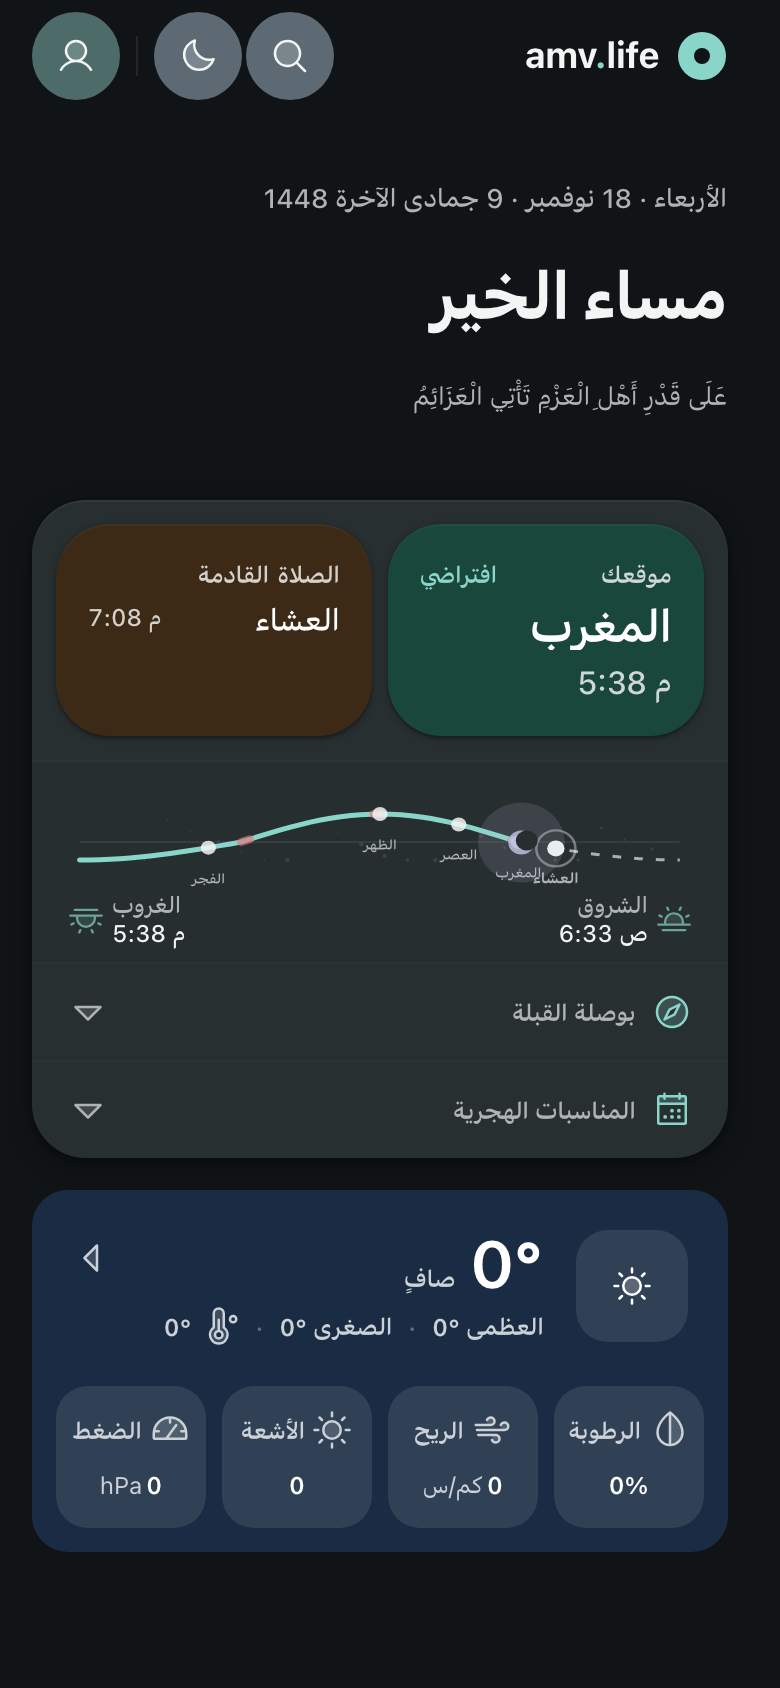 amv.life
الأربعاء · 18 نوفمبر · 9 جمادى الآخرة 1448
مساء الخير
عَلَى قَدْرِ أَهْلِ الْعَزْمِ تَأْتِي الْعَزَائِمُ
موقعك افتراضي
المغرب
5:38 م
الصلاة القادمة
العشاء 7:08 م
الفجر
الظهر
العصر
المغرب
العشاء
الشروق
6:33 ص
الغروب
5:38 م
بوصلة القبلة
المناسبات الهجرية
0° صافٍ
العظمى 0° · الصغرى 0° · 0°
الرطوبة
0%
الريح
0 كم/س
الأشعة
0
الضغط
0 hPa